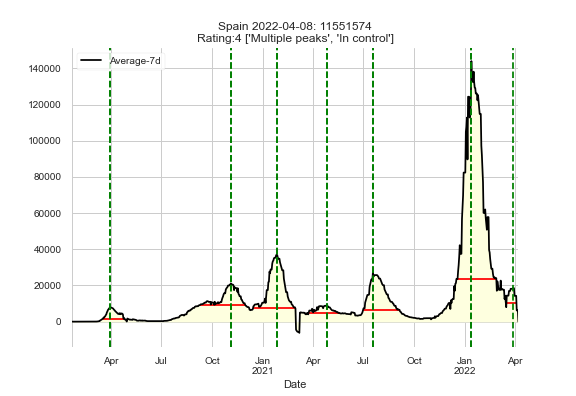 Spain 2022-04-08: 11551574
Rating:4 ['Multiple peaks', 'In control']
Average-7d
140000
120000
100000
80000
60000
40000
20000
0
Apr Jul Oct Jan Apr Jul Oct Jan Apr
2021 2022
Date